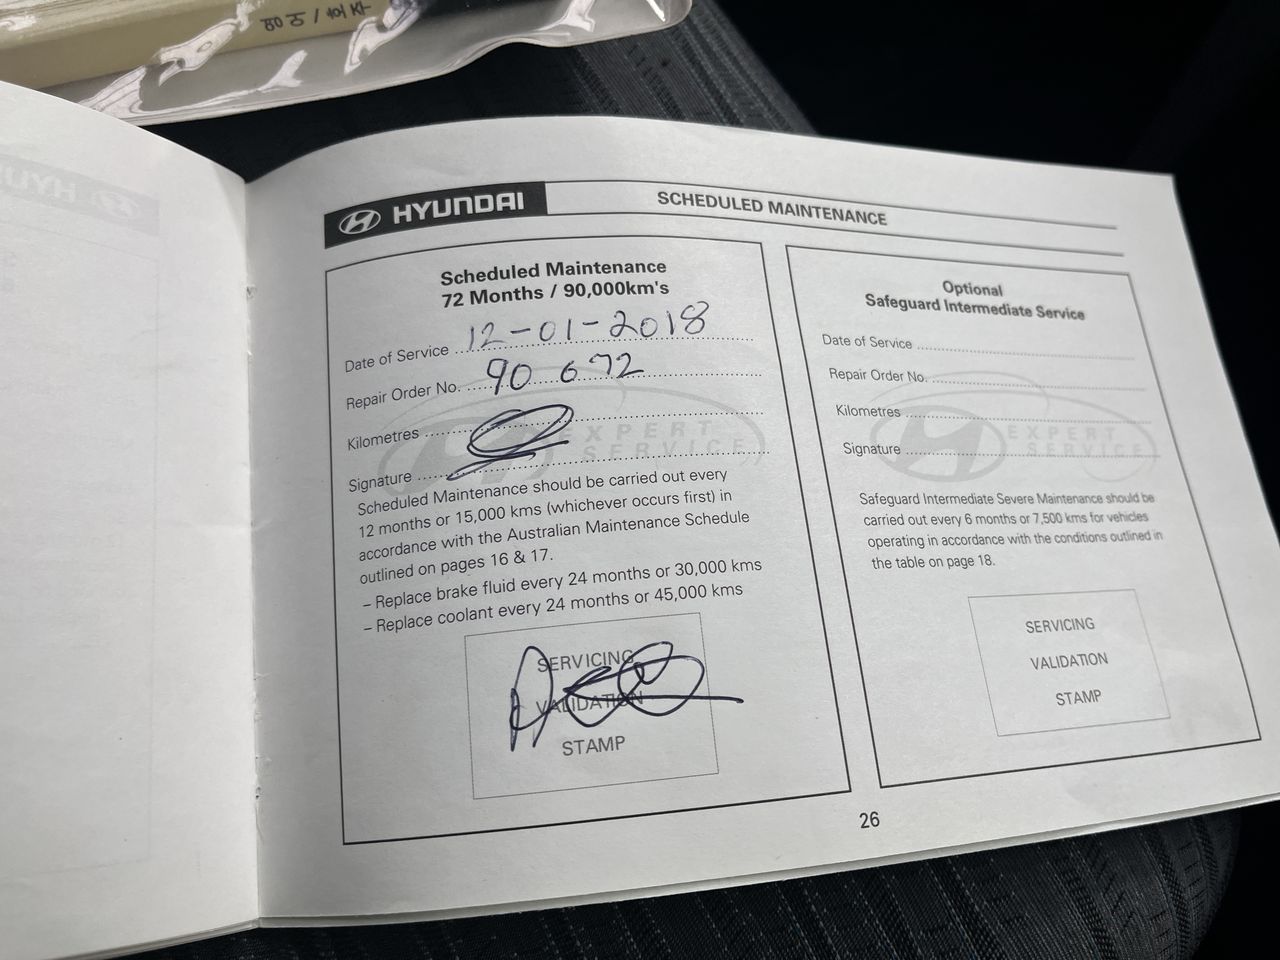 HYUNDAI
SCHEDULED MAINTENANCE
Scheduled Maintenance
72 Months / 90,000km's
Date of Service 12-01-2018
Repair Order No. 90 672
Kilometres
Signature
EXPERT
SERVICE
Scheduled Maintenance should be carried out every
12 months or 15,000 kms (whichever occurs first) in
accordance with the Australian Maintenance Schedule
outlined on pages 16 & 17.
– Replace brake fluid every 24 months or 30,000 kms
– Replace coolant every 24 months or 45,000 kms
SERVICING
VALIDATION
STAMP
Optional
Safeguard Intermediate Service
Date of Service
Repair Order No.
Kilometres
Signature
EXPERT
SERVICE
Safeguard Intermediate Severe Maintenance should be
carried out every 6 months or 7,500 kms for vehicles
operating in accordance with the conditions outlined in
the table on page 18.
SERVICING
VALIDATION
STAMP
26